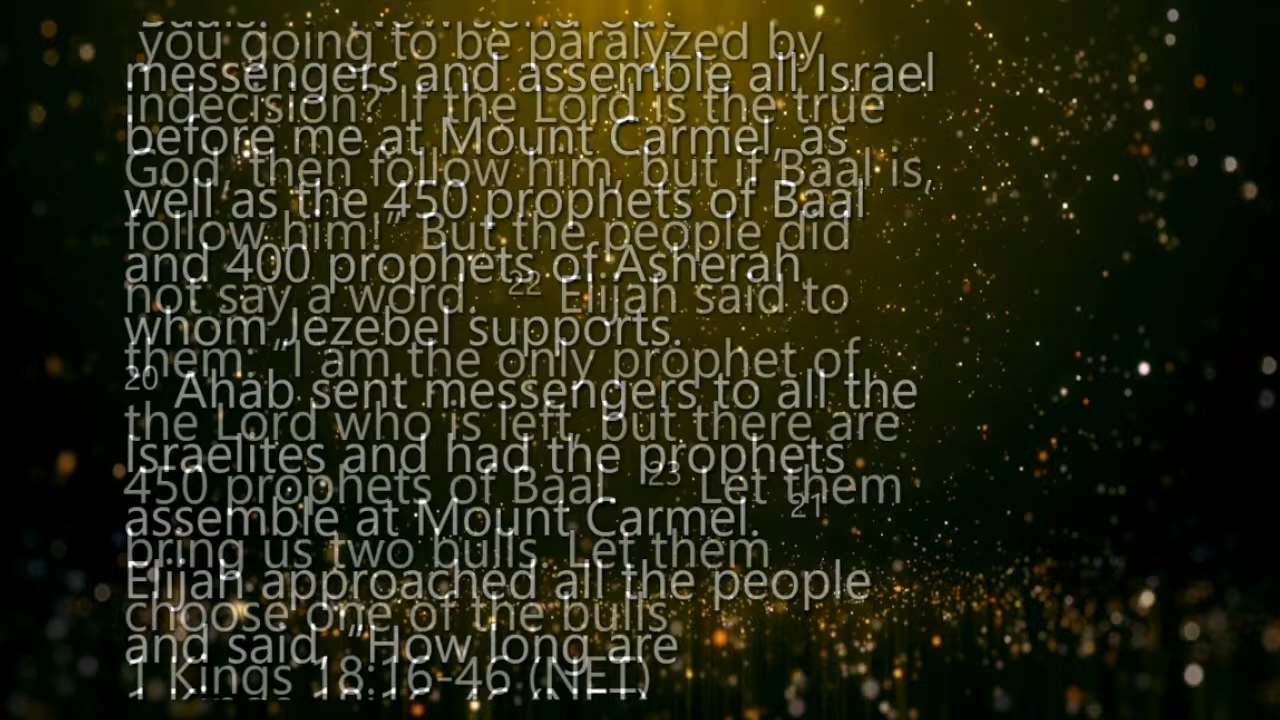 messengers and assemble all Israel
before me at Mount Carmel, as
well as the 450 prophets of Baal
and 400 prophets of Asherah
whom Jezebel supports.
20 Ahab sent messengers to all the
Israelites and had the prophets
assemble at Mount Carmel. 21
Elijah approached all the people
and said, "How long are
you going to be paralyzed by
indecision? If the Lord is the true
God, then follow him, but if Baal is,
follow him!" But the people did
not say a word. 22 Elijah said to
them: "I am the only prophet of
the Lord who is left, but there are
450 prophets of Baal. 23 Let them
bring us two bulls. Let them
choose one of the bulls
1 Kings 18:16-46 (NET)